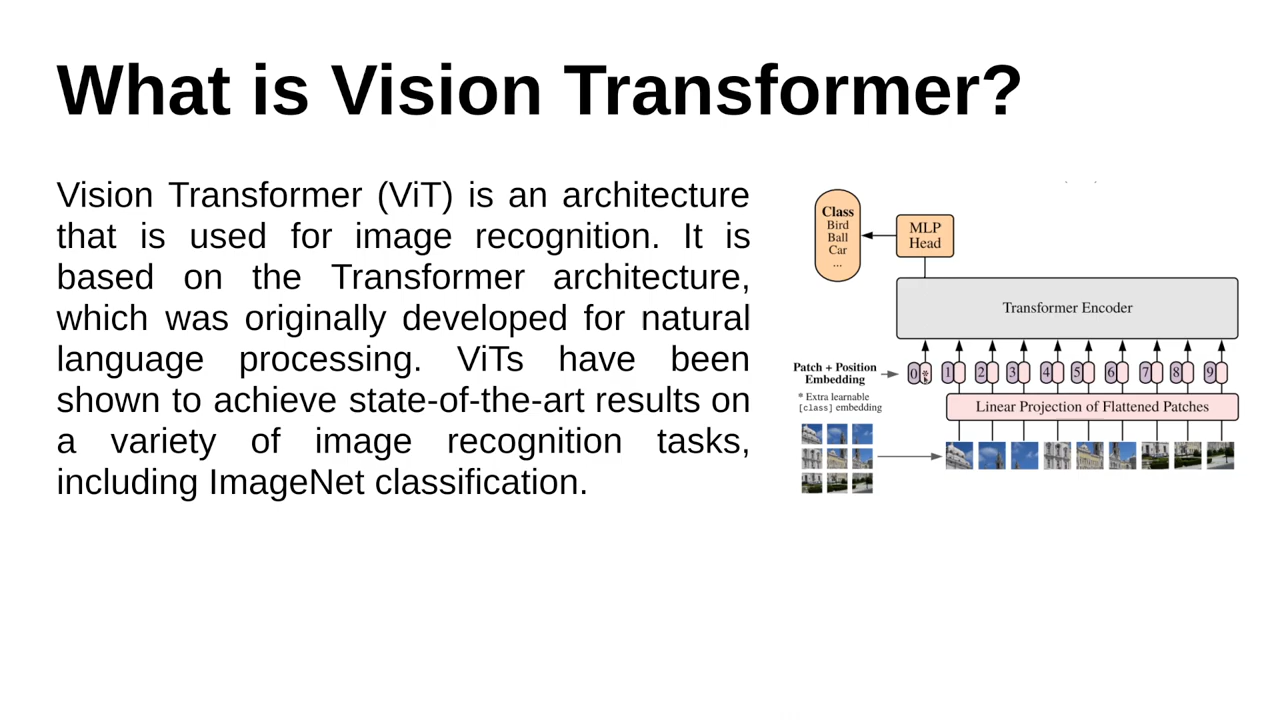 What is Vision Transformer?
Vision Transformer (ViT) is an architecture
that is used for image recognition. It is
based on the Transformer architecture,
which was originally developed for natural
language processing. ViTs have been
shown to achieve state-of-the-art results on
a variety of image recognition tasks,
including ImageNet classification.
Class
Bird
Ball
Car
...
MLP
Head
Transformer Encoder
Patch + Position
Embedding
* Extra learnable
[class] embedding
0 * 1 2 3 4 5 6 7 8 9
Linear Projection of Flattened Patches